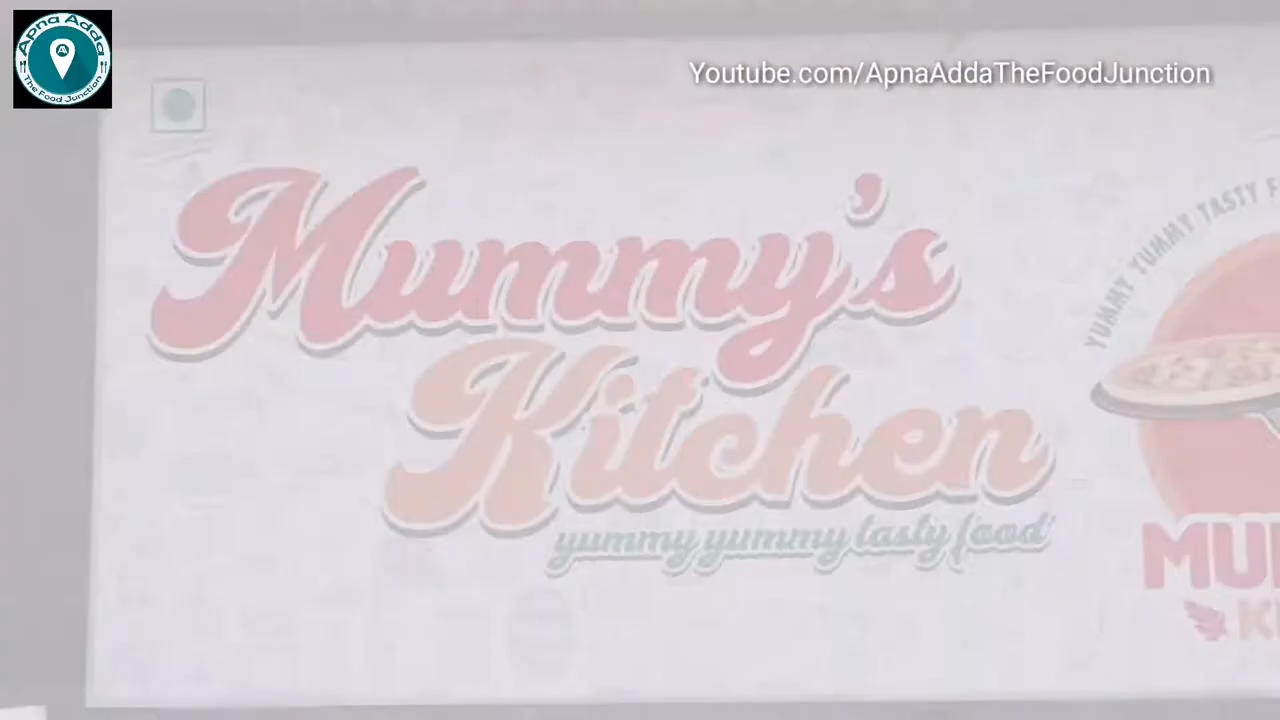 Apna Adda
A
The Food Junction
Youtube.com/ApnaAddaTheFoodJunction
Mummy's
Kitchen
yummy yummy tasty food
YUMMY YUMMY TASTY